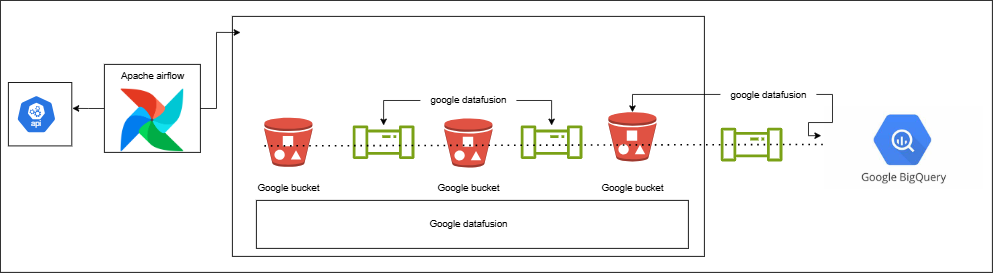 Apache airflow
api
google datafusion
google datafusion
Google bucket
Google bucket
Google bucket
Google BigQuery
Google datafusion